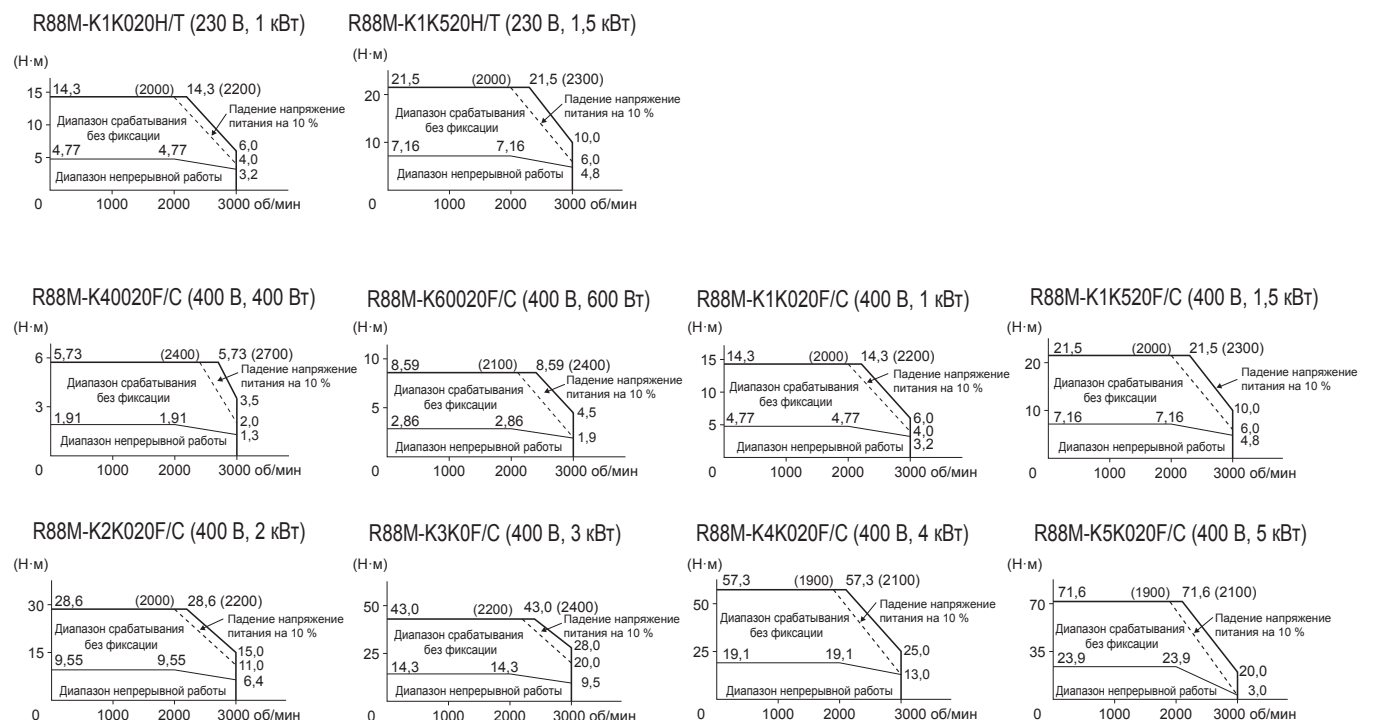 R88M-K1K020H/T (230 В, 1 кВт)
(Н·м)
15
14,3
(2000)
14,3 (2200)
Падение напряжение
питания на 10 %
10
Диапазон срабатывания
без фиксации
6,0
4,77
4,77
4,0
5
3,2
Диапазон непрерывной работы
0
1000
2000
3000 об/мин
R88M-K1K520H/T (230 В, 1,5 кВт)
(Н·м)
21,5
(2000)
21,5 (2300)
20
Падение напряжение
питания на 10 %
Диапазон срабатывания
без фиксации
10
10,0
7,16
7,16
6,0
4,8
Диапазон непрерывной работы
0
1000
2000
3000 об/мин
R88M-K40020F/C (400 В, 400 Вт)
(Н·м)
6
5,73
(2400)
5,73 (2700)
Падение напряжение
питания на 10 %
Диапазон срабатывания
без фиксации
3,5
3
1,91
1,91
2,0
1,3
Диапазон непрерывной работы
0
1000
2000
3000 об/мин
R88M-K60020F/C (400 В, 600 Вт)
(Н·м)
10
8,59
(2100)
8,59 (2400)
Падение напряжение
питания на 10 %
Диапазон срабатывания
без фиксации
5
4,5
2,86
2,86
1,9
Диапазон непрерывной работы
0
1000
2000
3000 об/мин
R88M-K1K020F/C (400 В, 1 кВт)
(Н·м)
15
14,3
(2000)
14,3 (2200)
Падение напряжение
питания на 10 %
10
Диапазон срабатывания
без фиксации
6,0
4,77
4,77
4,0
5
3,2
Диапазон непрерывной работы
0
1000
2000
3000 об/мин
R88M-K1K520F/C (400 В, 1,5 кВт)
(Н·м)
21,5
(2000)
21,5 (2300)
20
Падение напряжение
питания на 10 %
Диапазон срабатывания
без фиксации
10
10,0
7,16
7,16
6,0
4,8
Диапазон непрерывной работы
0
1000
2000
3000 об/мин
R88M-K2K020F/C (400 В, 2 кВт)
(Н·м)
30
28,6
(2000)
28,6 (2200)
Падение напряжение
питания на 10 %
Диапазон срабатывания
без фиксации
15
15,0
9,55
9,55
11,0
6,4
Диапазон непрерывной работы
0
1000
2000
3000 об/мин
R88M-K3K0F/C (400 В, 3 кВт)
(Н·м)
50
43,0
(2200)
43,0 (2400)
Падение напряжение
питания на 10 %
Диапазон срабатывания
без фиксации
28,0
25
20,0
14,3
14,3
9,5
Диапазон непрерывной работы
0
1000
2000
3000 об/мин
R88M-K4K020F/C (400 В, 4 кВт)
(Н·м)
57,3
(1900)
57,3 (2100)
50
Падение напряжение
питания на 10 %
Диапазон срабатывания
без фиксации
25
25,0
19,1
19,1
13,0
Диапазон непрерывной работы
0
1000
2000
3000 об/мин
R88M-K5K020F/C (400 В, 5 кВт)
(Н·м)
71,6
(1900)
71,6 (2100)
70
Падение напряжение
питания на 10 %
Диапазон срабатывания
без фиксации
35
23,9
23,9
20,0
3,0
Диапазон непрерывной работы
0
1000
2000
3000 об/мин